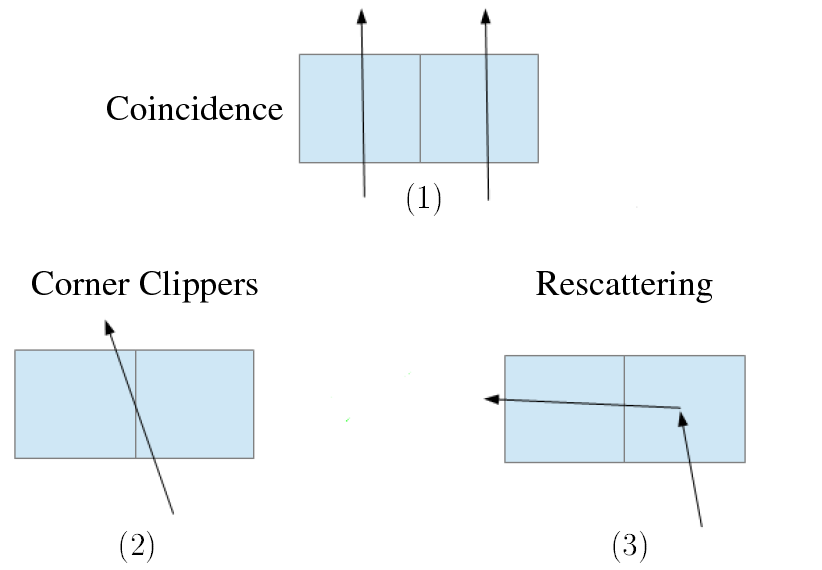 Coincidence
(1)
Corner Clippers
Rescattering
(2)
(3)